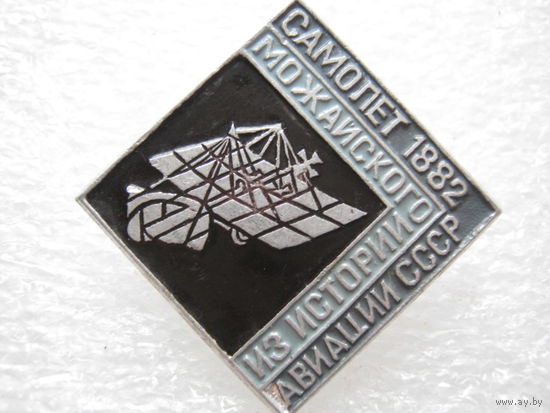 САМОЛЕТ 1882
МОЖАЙСКОГО
ИЗ ИСТОРИИ
АВИАЦИИ СССР
www.ay.by